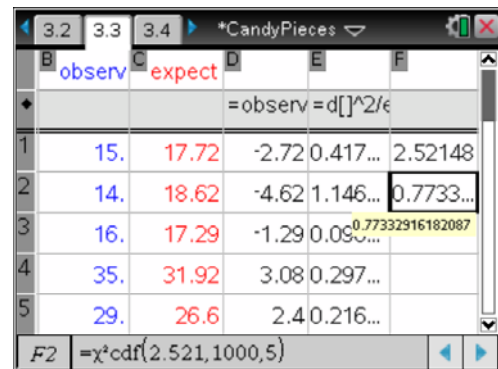 3.2 3.3 3.4 *CandyPieces
B observ C expect D E F
=observ =d[]^2/e
1 15. 17.72 -2.72 0.417... 2.52148
2 14. 18.62 -4.62 1.146... 0.7733...
0.77332916182087
3 16. 17.29 -1.29 0.096...
4 35. 31.92 3.08 0.297...
5 29. 26.6 2.4 0.216...
F2 =χ²cdf(2.521,1000,5)